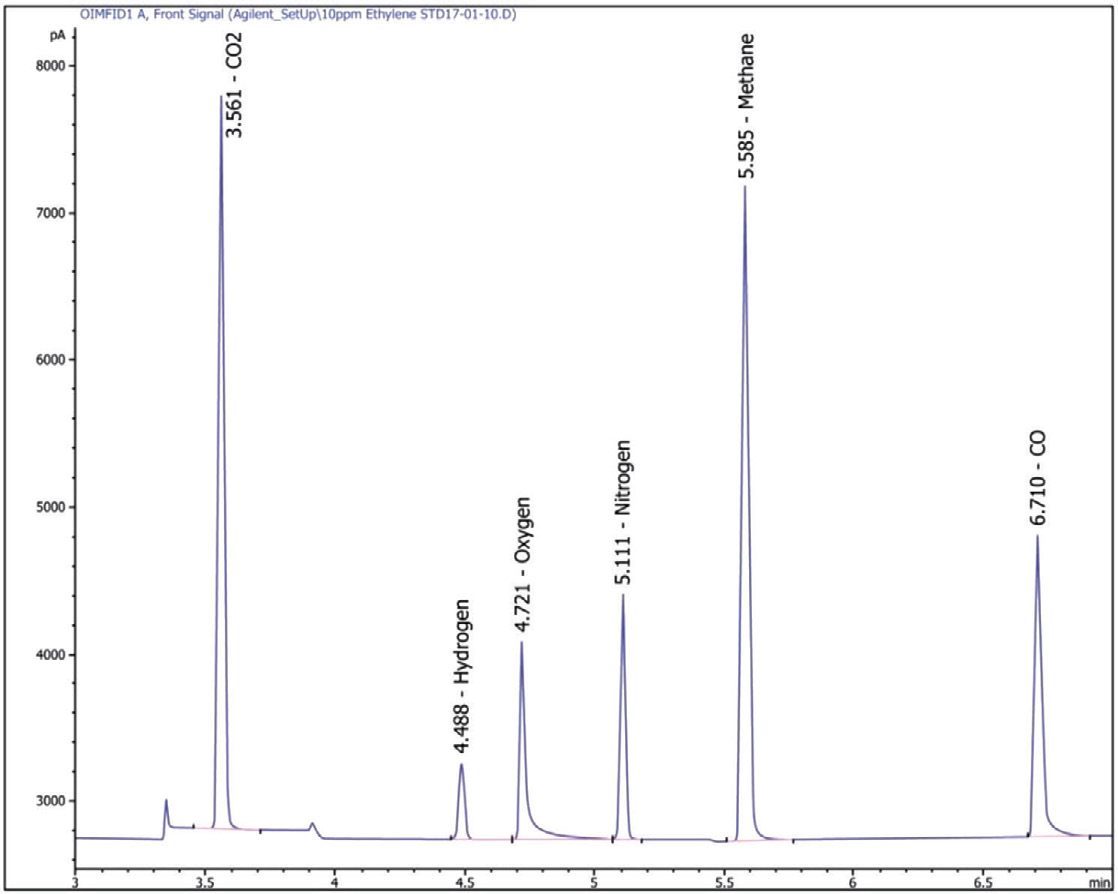 OIMFID1 A, Front Signal (Agilent_SetUp\10ppm Ethylene STD17-01-10.D)
pA
8000
7000
6000
5000
4000
3000
3.561 - CO2
4.488 - Hydrogen
4.721 - Oxygen
5.111 - Nitrogen
5.585 - Methane
6.710 - CO
3 3.5 4 4.5 5 5.5 6 6.5 min